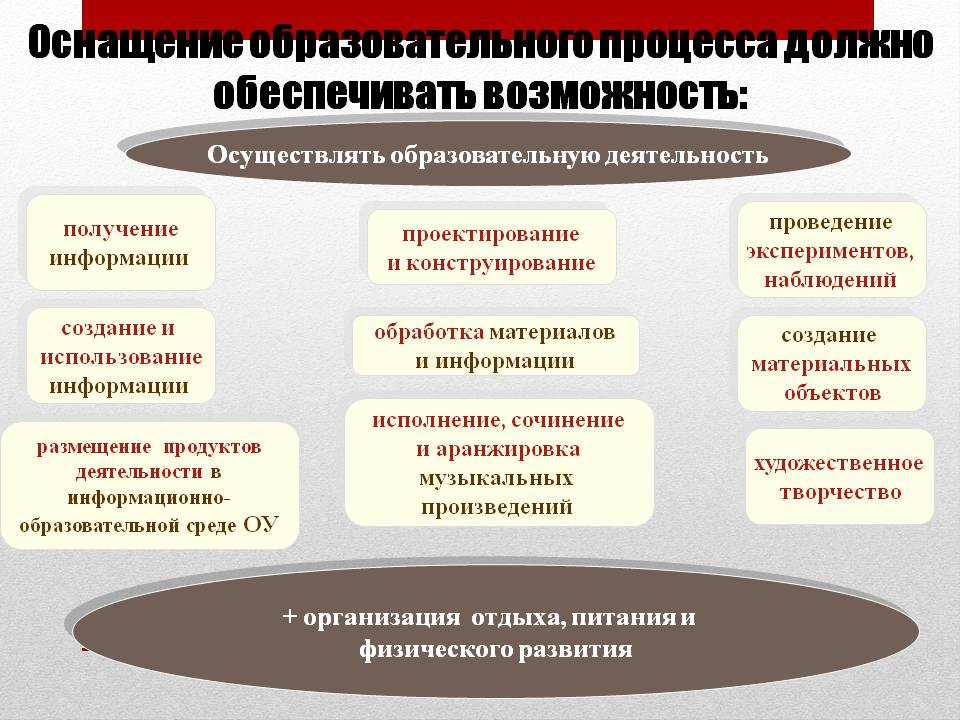 Оснащение образовательного процесса должно
обеспечивать возможность:
Осуществлять образовательную деятельность
получение
информации
проектирование
и конструирование
проведение
экспериментов,
наблюдений
создание и
использование
информации
обработка материалов
и информации
создание
материальных
объектов
размещение продуктов
деятельности в
информационно-
образовательной среде ОУ
исполнение, сочинение
и аранжировка
музыкальных
произведений
художественное
творчество
+ организация отдыха, питания и
физического развития